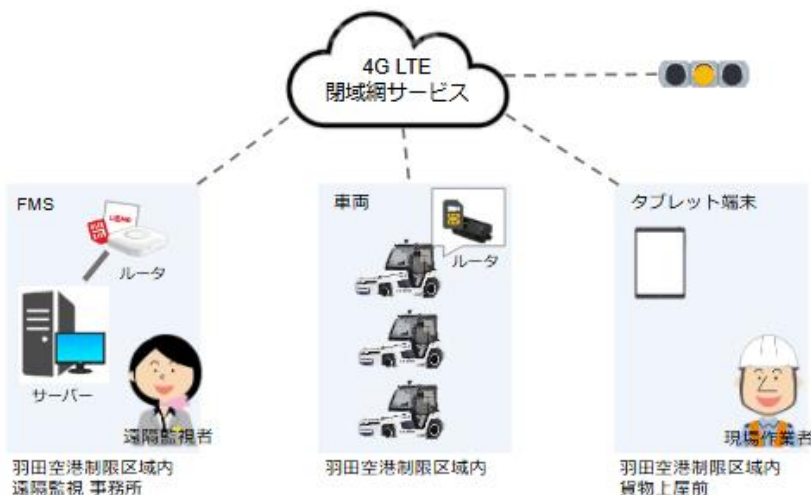 4G LTE
閉域網サービス
FMS
ルータ
サーバー
遠隔監視者
羽田空港制限区域内
遠隔監視 事務所
車両
ルータ
羽田空港制限区域内
タブレット端末
現場作業者
羽田空港制限区域内
貨物上屋前